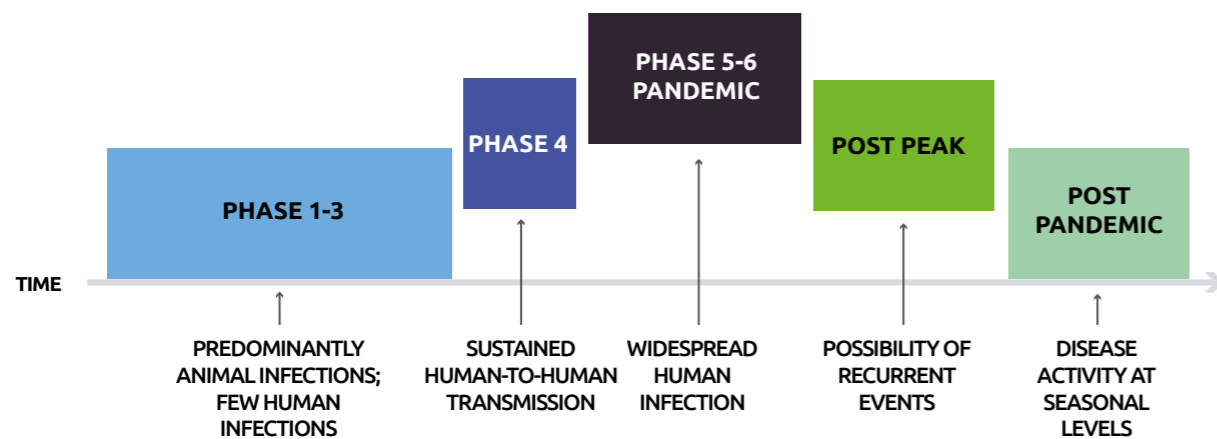 PHASE 5-6
PANDEMIC
PHASE 4
POST PEAK
PHASE 1-3
POST
PANDEMIC
TIME
PREDOMINANTLY
ANIMAL INFECTIONS;
FEW HUMAN
INFECTIONS
SUSTAINED
HUMAN-TO-HUMAN
TRANSMISSION
WIDESPREAD
HUMAN
INFECTION
POSSIBILITY OF
RECURRENT
EVENTS
DISEASE
ACTIVITY AT
SEASONAL
LEVELS